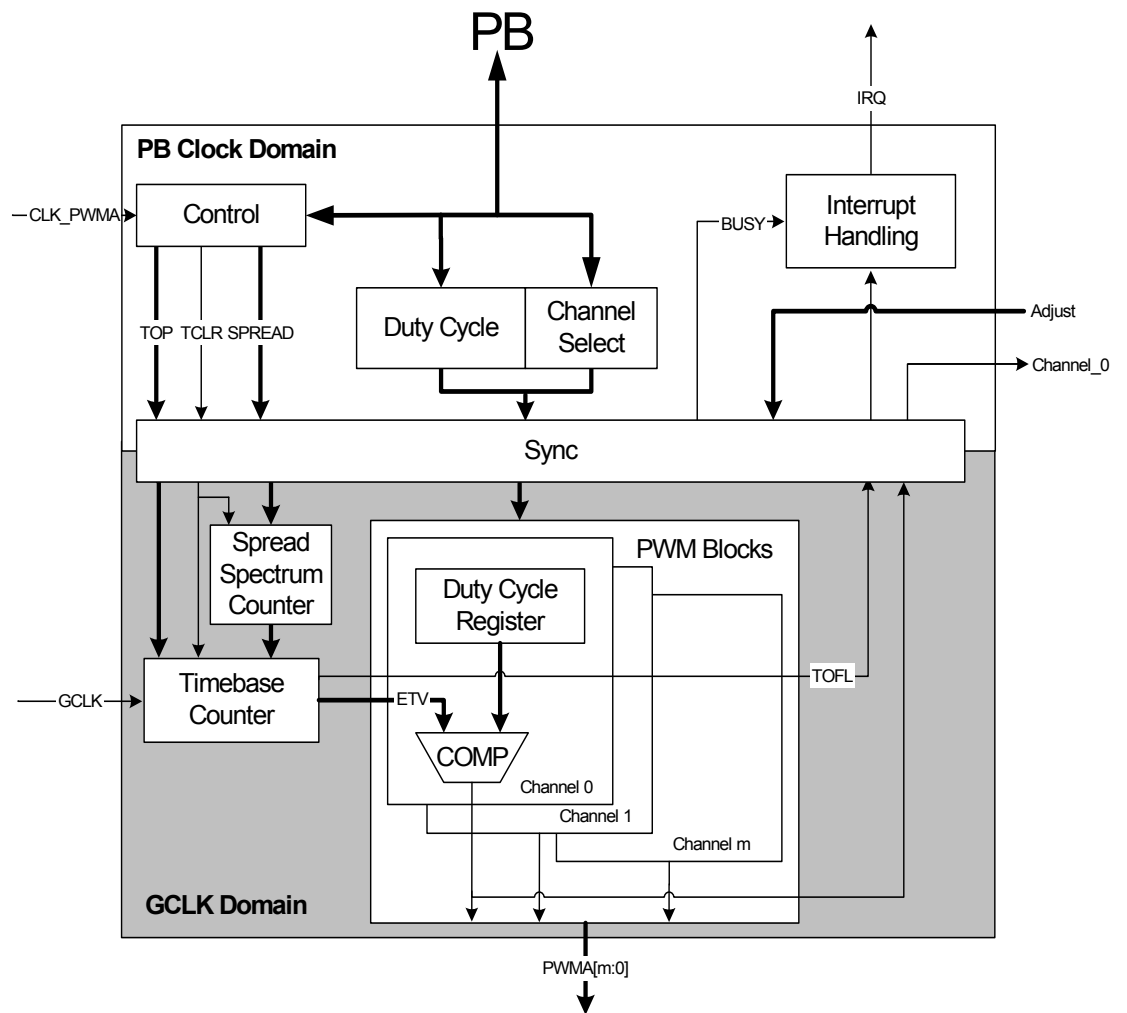 PB
IRQ
PB Clock Domain
CLK_PWMA
Control
BUSY
Interrupt
Handling
TOP
TCLR
SPREAD
Duty Cycle
Channel
Select
Adjust
Channel_0
Sync
Spread
Spectrum
Counter
PWM Blocks
Duty Cycle
Register
GCLK
Timebase
Counter
ETV
TOFL
COMP
Channel 0
Channel 1
Channel m
GCLK Domain
PWMA[m:0]